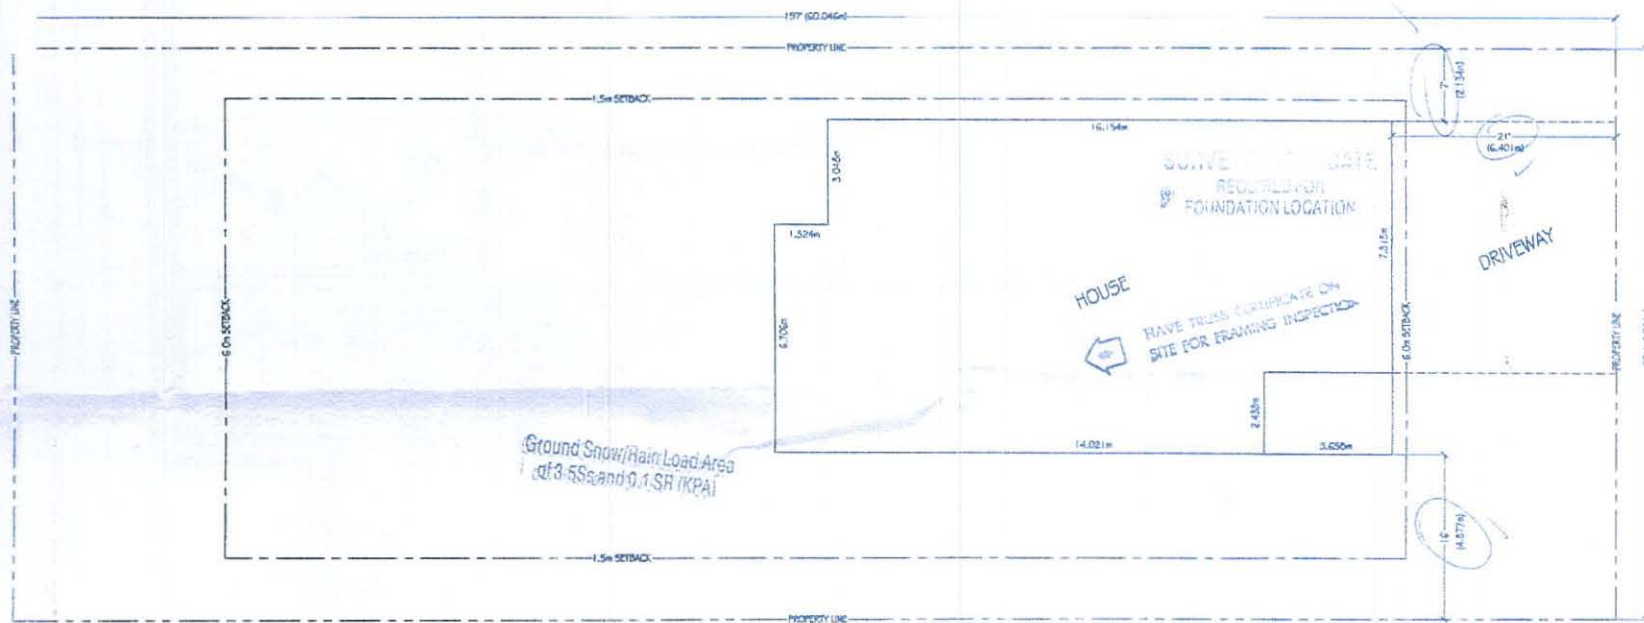 197' (60.046m)
PROPERTY LINE
7'
(2.134m)
1.5m SETBACK
16.154m
21'
(6.401m)
3.048m
REQUIRED FOR
FOUNDATION LOCATION
1.524m
7.315m
DRIVEWAY
HOUSE
HAVE TRUSS CERTIFICATE ON
SITE FOR FRAMING INSPECTION
PROPERTY LINE
6.0m SETBACK
6.706m
6.0m SETBACK
PROPERTY LINE
2.438m
14.021m
3.658m
Ground Snow/Rain Load Area
of 3.5Ss and 0.1 SR (KPA)
16'
(4.877m)
1.5m SETBACK
PROPERTY LINE